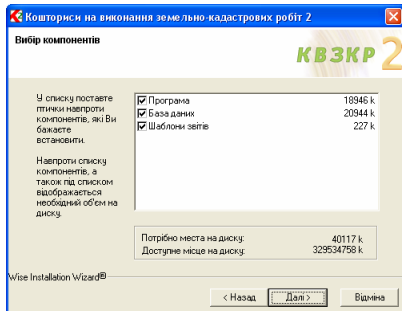 Кошториси на виконання земельно-кадастрових робіт 2
Вибір компонентів
КВЗКР 2
У списку поставте
птички навпроти
компонентів, які Ви
бажаєте
встановити.
Навпроти списку
компонентів, а
також під списком
відображається
необхідний об'єм на
диску.
Програма 18946 k
База даних 20944 k
Шаблони звітів 227 k
Потрібно места на диску: 40117 k
Доступне місце на диску: 329534758 k
Wise Installation Wizard®
< Назад Далі > Відміна